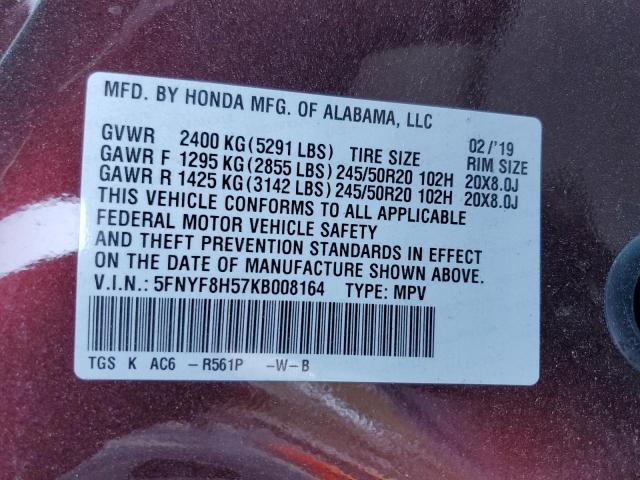 MFD. BY HONDA MFG. OF ALABAMA, LLC
GVWR 2400 KG(5291 LBS) TIRE SIZE 02/'19 RIM SIZE
GAWR F 1295 KG(2855 LBS) 245/50R20 102H 20X8.0J
GAWR R 1425 KG(3142 LBS) 245/50R20 102H 20X8.0J
THIS VEHICLE CONFORMS TO ALL APPLICABLE
FEDERAL MOTOR VEHICLE SAFETY
AND THEFT PREVENTION STANDARDS IN EFFECT
ON THE DATE OF MANUFACTURE SHOWN ABOVE.
V.I.N.: 5FNYF8H57KB008164 TYPE: MPV
TGS K AC6 -R561P -W-B